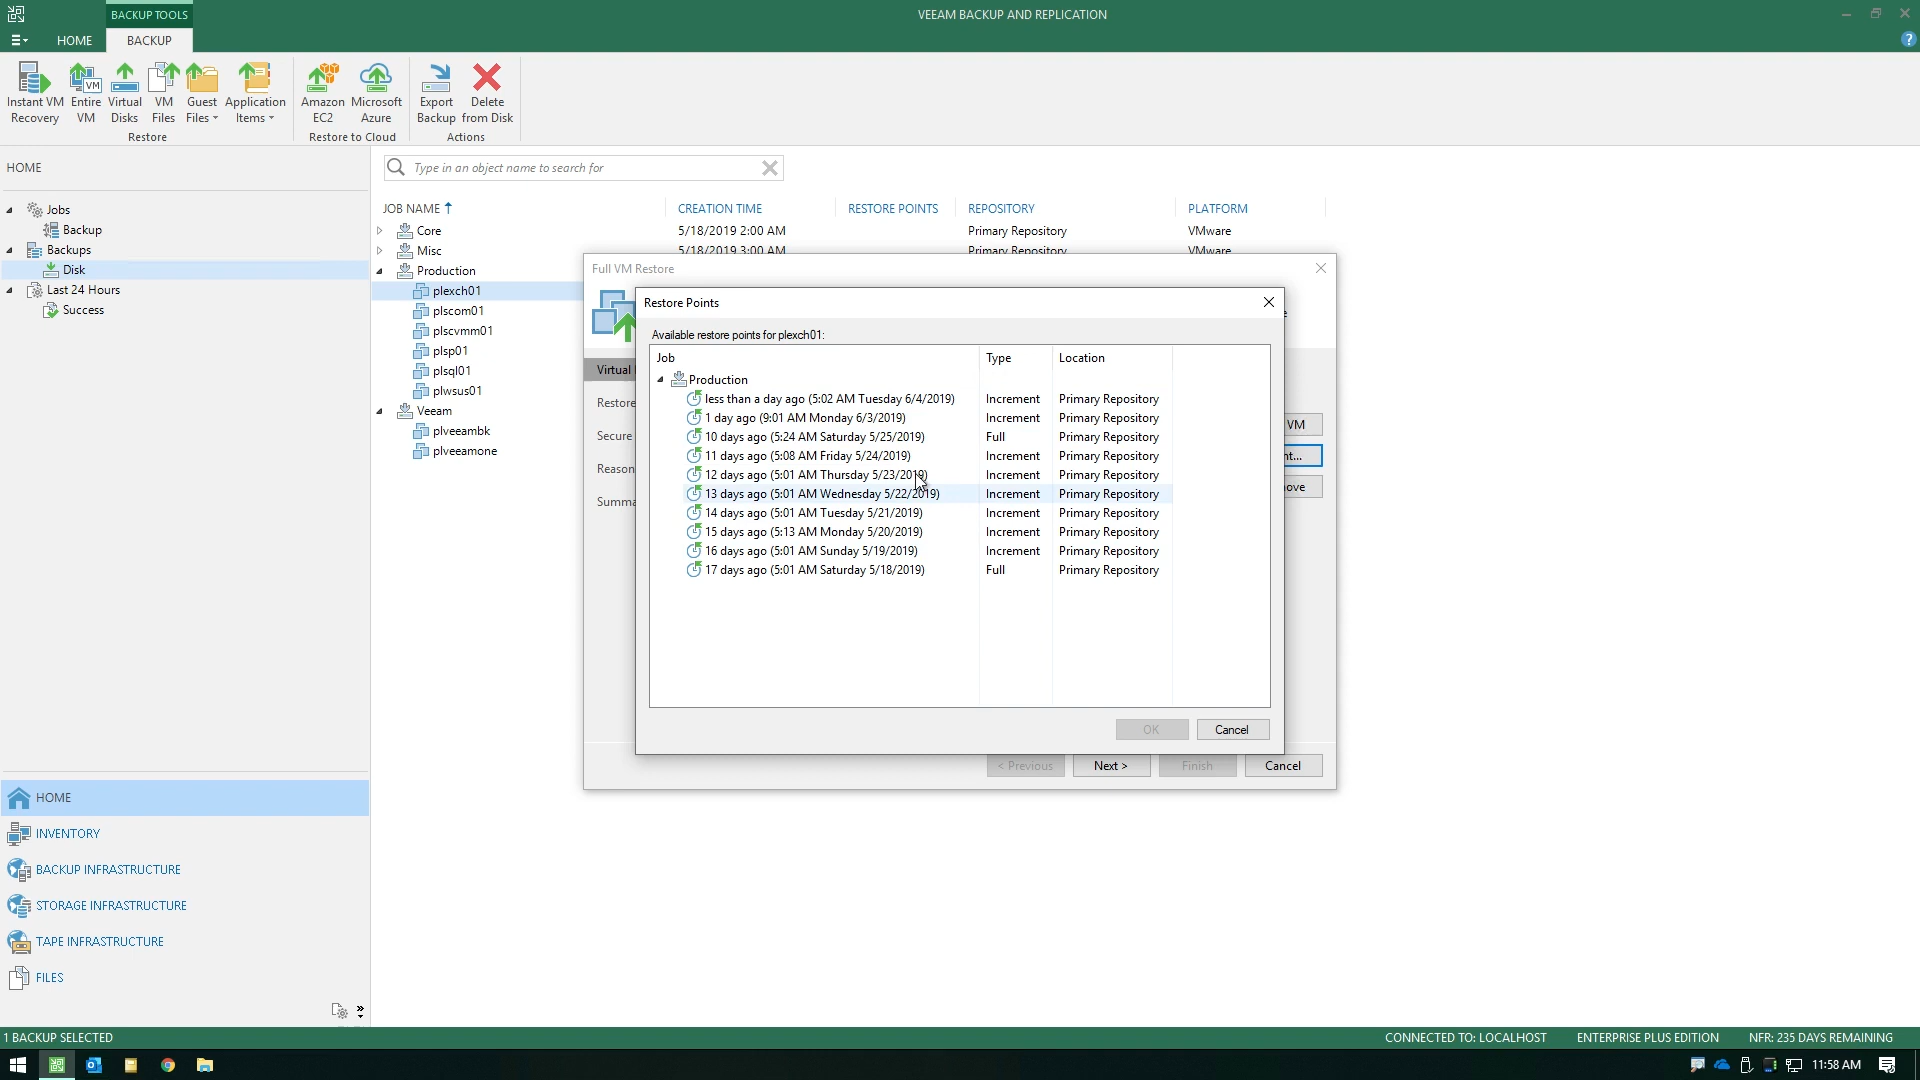 BACKUP TOOLS
VEEAM BACKUP AND REPLICATION
HOME
BACKUP
Instant VM Recovery
Entire VM
Virtual Disks
VM Files
Guest Files
Application Items
Amazon EC2
Microsoft Azure
Export Backup
Delete from Disk
Restore
Restore to Cloud
Actions
HOME
Type in an object name to search for
Jobs
Backup
Backups
Disk
Last 24 Hours
Success
JOB NAME CREATION TIME RESTORE POINTS REPOSITORY PLATFORM
Core 5/18/2019 2:00 AM Primary Repository VMware
Misc 5/18/2019 3:00 AM Primary Repository VMware
Production
plexch01
plscom01
plscvmm01
plsp01
plsql01
plwsus01
Veeam
plveeambk
plveeamone
Full VM Restore
Virtual
Restore
Secure
Reason
Summa
VM
nt...
ove
Restore Points
Available restore points for plexch01:
Job Type Location
Production
less than a day ago (5:02 AM Tuesday 6/4/2019) Increment Primary Repository
1 day ago (9:01 AM Monday 6/3/2019) Increment Primary Repository
10 days ago (5:24 AM Saturday 5/25/2019) Full Primary Repository
11 days ago (5:08 AM Friday 5/24/2019) Increment Primary Repository
12 days ago (5:01 AM Thursday 5/23/2019) Increment Primary Repository
13 days ago (5:01 AM Wednesday 5/22/2019) Increment Primary Repository
14 days ago (5:01 AM Tuesday 5/21/2019) Increment Primary Repository
15 days ago (5:13 AM Monday 5/20/2019) Increment Primary Repository
16 days ago (5:01 AM Sunday 5/19/2019) Increment Primary Repository
17 days ago (5:01 AM Saturday 5/18/2019) Full Primary Repository
OK Cancel
< Previous Next > Finish Cancel
HOME
INVENTORY
BACKUP INFRASTRUCTURE
STORAGE INFRASTRUCTURE
TAPE INFRASTRUCTURE
FILES
1 BACKUP SELECTED
CONNECTED TO: LOCALHOST ENTERPRISE PLUS EDITION NFR: 235 DAYS REMAINING
11:58 AM